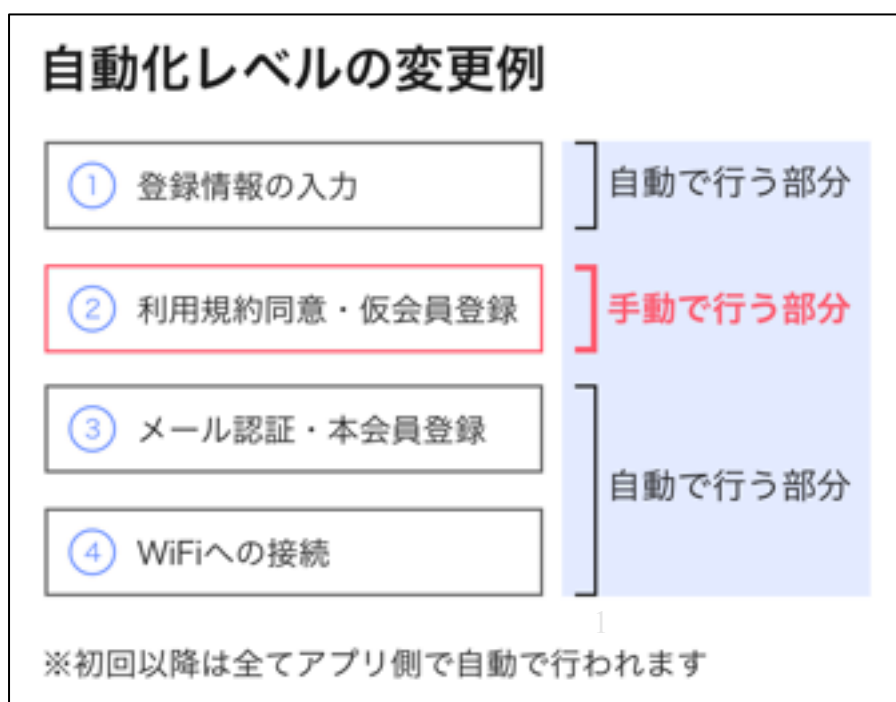 自動化レベルの変更例
① 登録情報の入力
自動で行う部分
② 利用規約同意・仮会員登録
手動で行う部分
③ メール認証・本会員登録
自動で行う部分
④ WiFiへの接続
1
※初回以降は全てアプリ側で自動で行われます